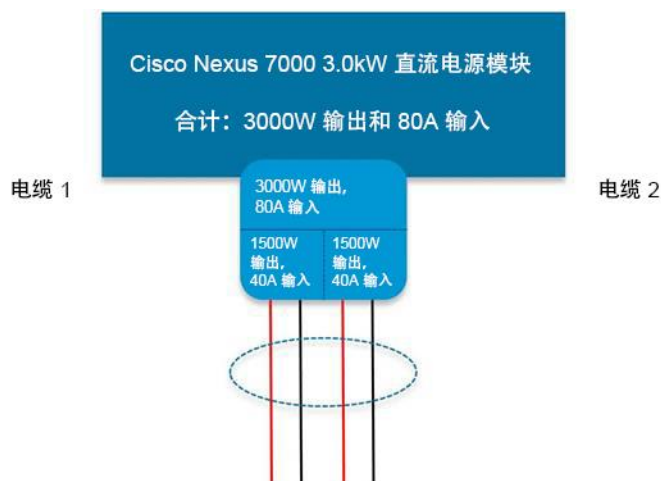 Cisco Nexus 7000 3.0kW 直流电源模块
合计：3000W 输出和 80A 输入
电缆 1
电缆 2
3000W 输出,
80A 输入
1500W
输出,
40A 输入
1500W
输出,
40A 输入